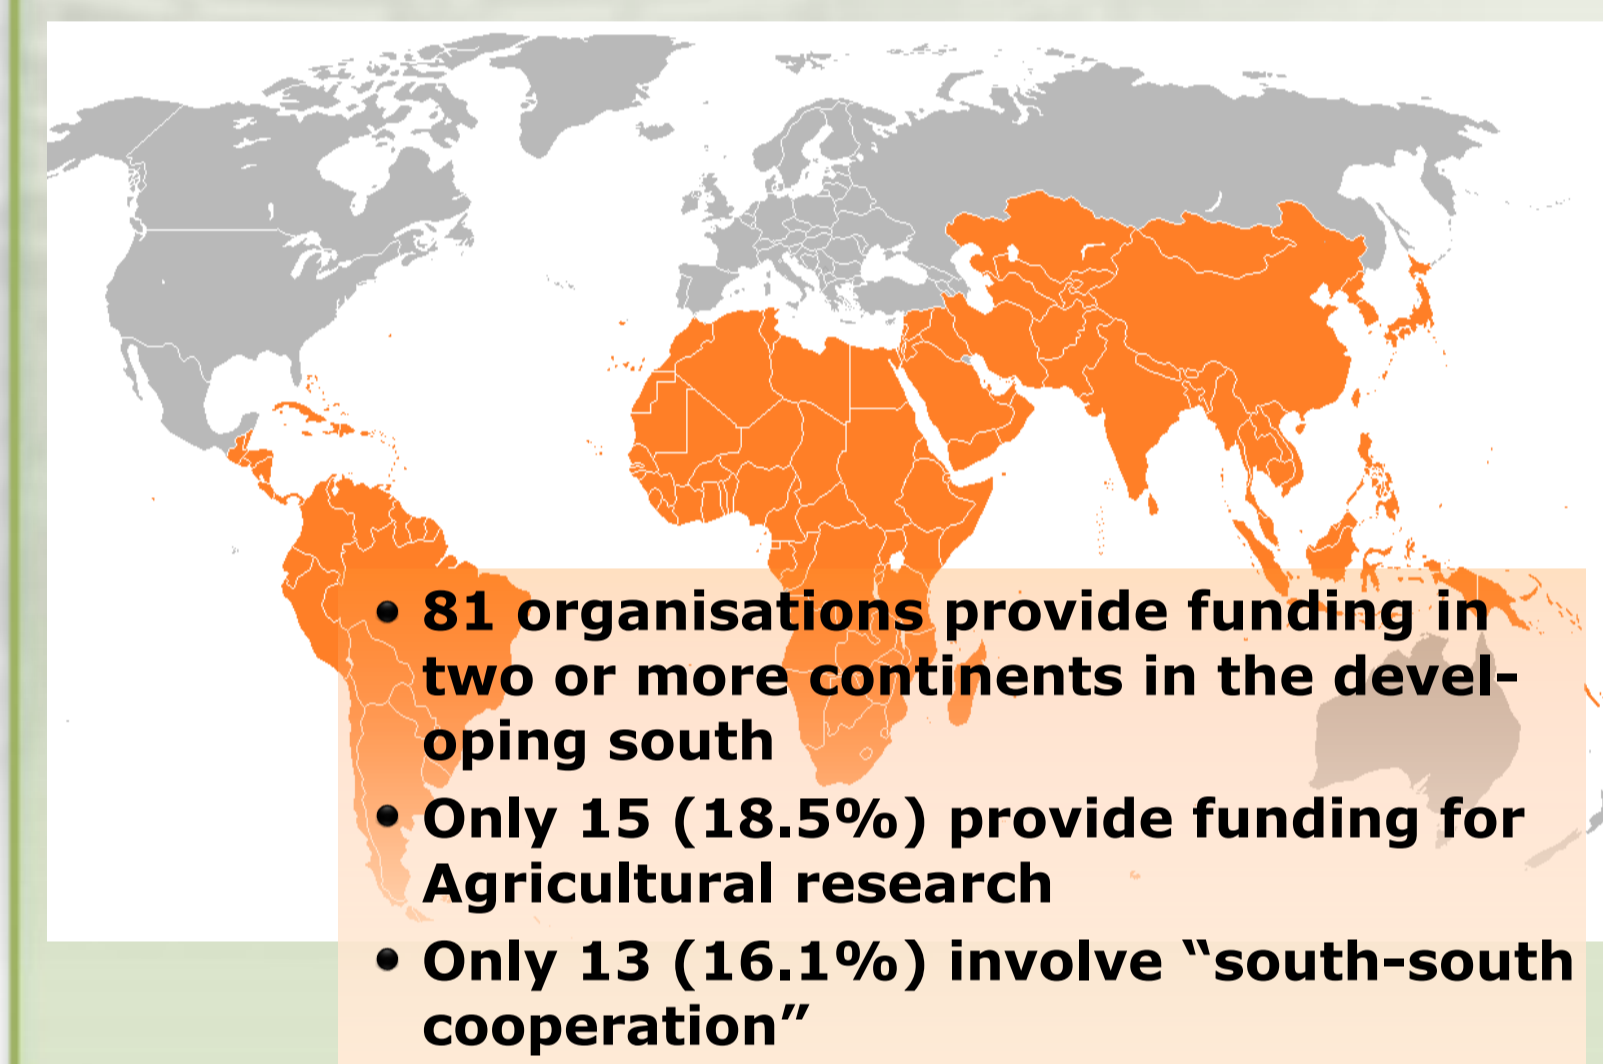 • 81 organisations provide funding in
two or more continents in the devel-
oping south
• Only 15 (18.5%) provide funding for
Agricultural research
• Only 13 (16.1%) involve “south-south
cooperation”